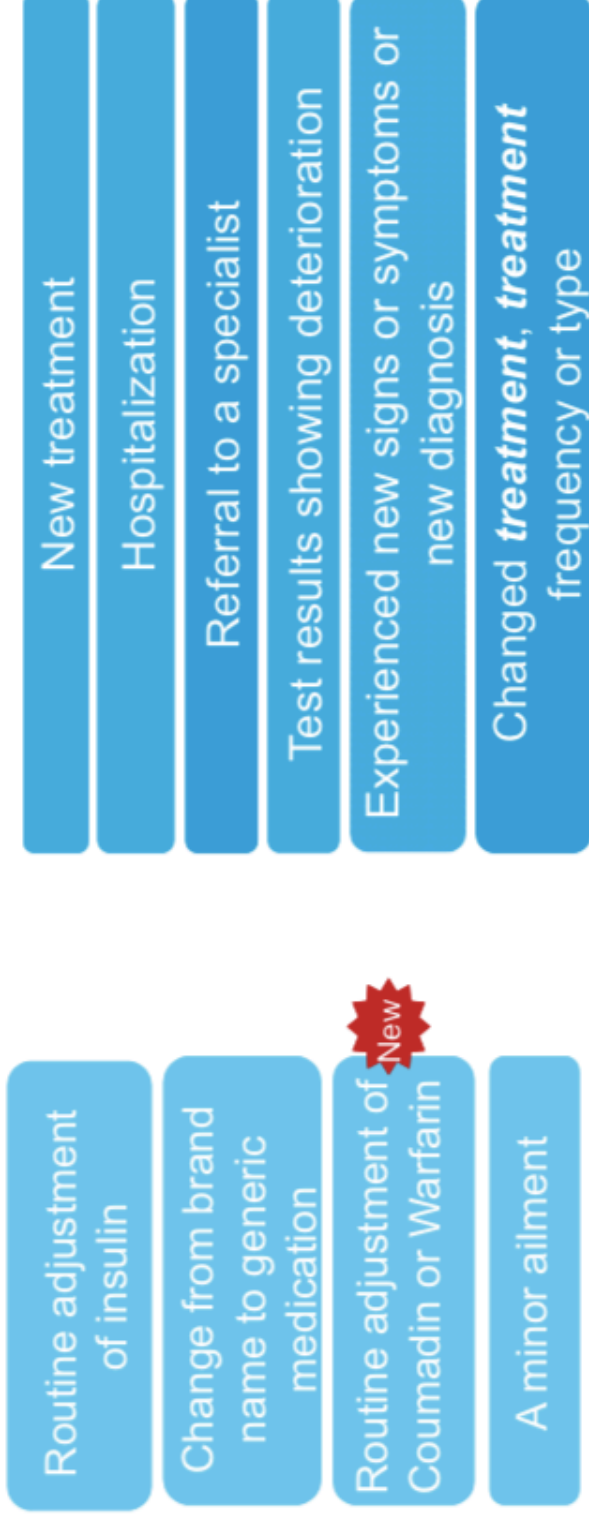 Routine adjustment
of insulin
Change from brand
name to generic
medication
Routine adjustment of
Coumadin or Warfarin
New
A minor ailment
New treatment
Hospitalization
Referral to a specialist
Test results showing deterioration
Experienced new signs or symptoms or
new diagnosis
Changed treatment, treatment
frequency or type